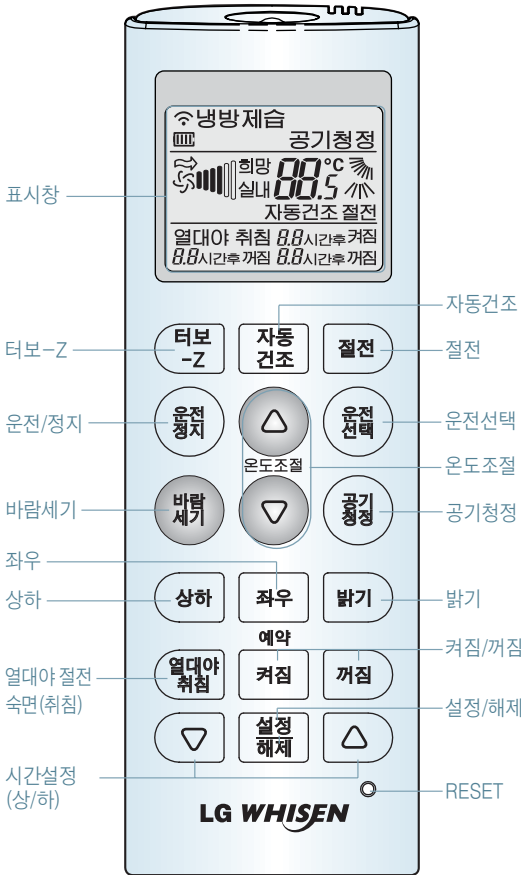 냉방 제습
공기청정
희망 88.5 °C
실내
자동건조 절전
열대야 취침 8.8시간후 켜짐
8.8시간후 꺼짐 8.8시간후 꺼짐
표시창
자동건조
터보-Z
터보
-Z
자동
건조
절전
절전
운전/정지
운전
정지
온도조절
운전
선택
운전선택
온도조절
바람세기
바람
세기
공기
청정
공기청정
좌우
상하
상하
좌우
밝기
밝기
예약
켜짐/꺼짐
열대야 절전
숙면(취침)
열대야
취침
켜짐
꺼짐
설정/해제
설정
해제
시간설정
(상/하)
RESET
LG WHISEN